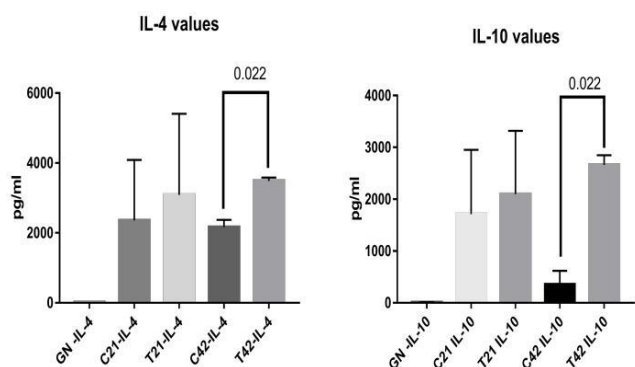 IL-4 values
0.022
6000
4000
2000
0
pg/ml
GN -IL-4
C21-IL-4
T21-IL-4
C42-IL-4
T42-IL-4
IL-10 values
0.022
4000
3000
2000
1000
0
pg/ml
GN -IL-10
C21 IL-10
T21 IL-10
C42 IL-10
T42 IL-10